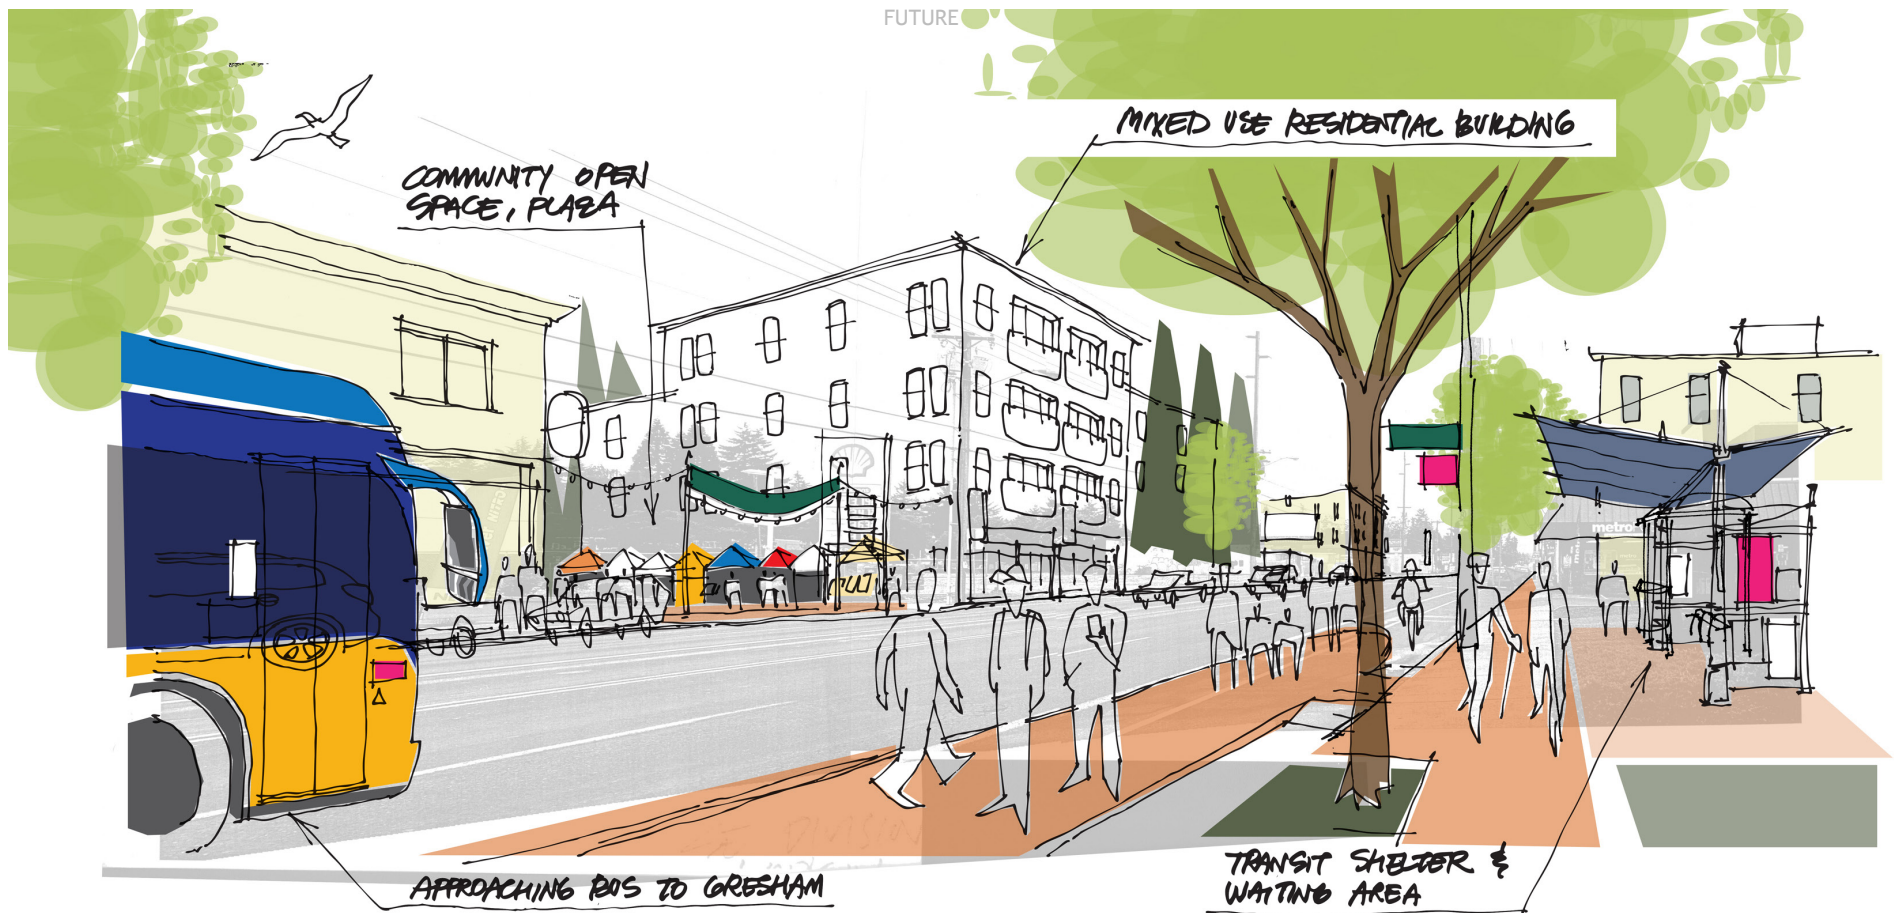 FUTURE
MIXED USE RESIDENTIAL BUILDING
COMMUNITY OPEN
SPACE, PLAZA
metro
APPROACHING BUS TO GRESHAM
TRANSIT SHELTER &
WAITING AREA